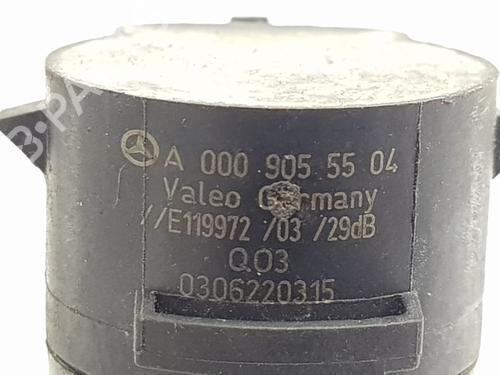 A 000 905 55 04
Valeo Germany
//E119972 /03 /29dB
Q03
0306220315